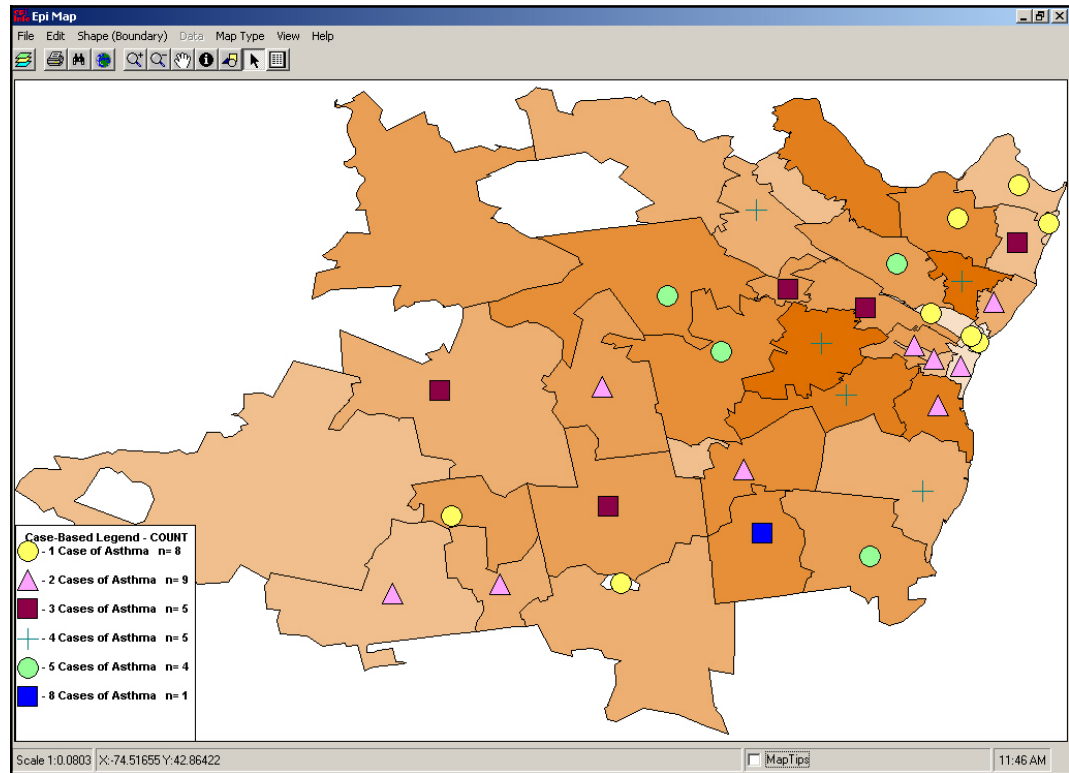 Epi Map
File Edit Shape (Boundary) Data Map Type View Help
Case-Based Legend - COUNT
- 1 Case of Asthma n= 8
- 2 Cases of Asthma n= 9
- 3 Cases of Asthma n= 5
- 4 Cases of Asthma n= 5
- 5 Cases of Asthma n= 4
- 8 Cases of Asthma n= 1
Scale 1:0.0803 X:-74.51655 Y:42.86422 MapTips 11:46 AM